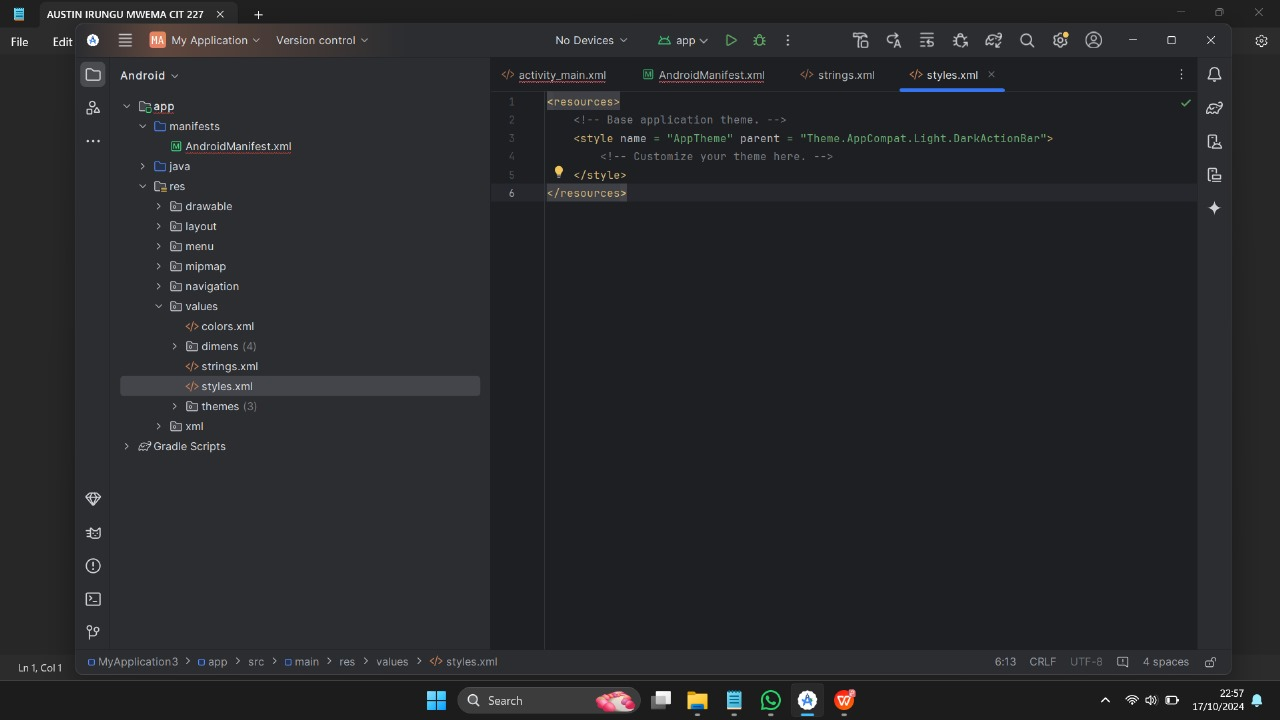 AUSTIN IRUNGU MWEMA CIT 227
File
Edit
MA My Application
Version control
No Devices
app
Android
app
manifests
AndroidManifest.xml
java
res
drawable
layout
menu
mipmap
navigation
values
colors.xml
dimens (4)
strings.xml
styles.xml
themes (3)
xml
Gradle Scripts
activity_main.xml
AndroidManifest.xml
strings.xml
styles.xml
1 <resources>
2 <!-- Base application theme. -->
3 <style name = "AppTheme" parent = "Theme.AppCompat.Light.DarkActionBar">
4 <!-- Customize your theme here. -->
5 </style>
6 </resources>
Ln 1, Col 1
MyApplication3 > app > src > main > res > values > styles.xml
6:13 CRLF UTF-8 4 spaces
Search
22:57
17/10/2024